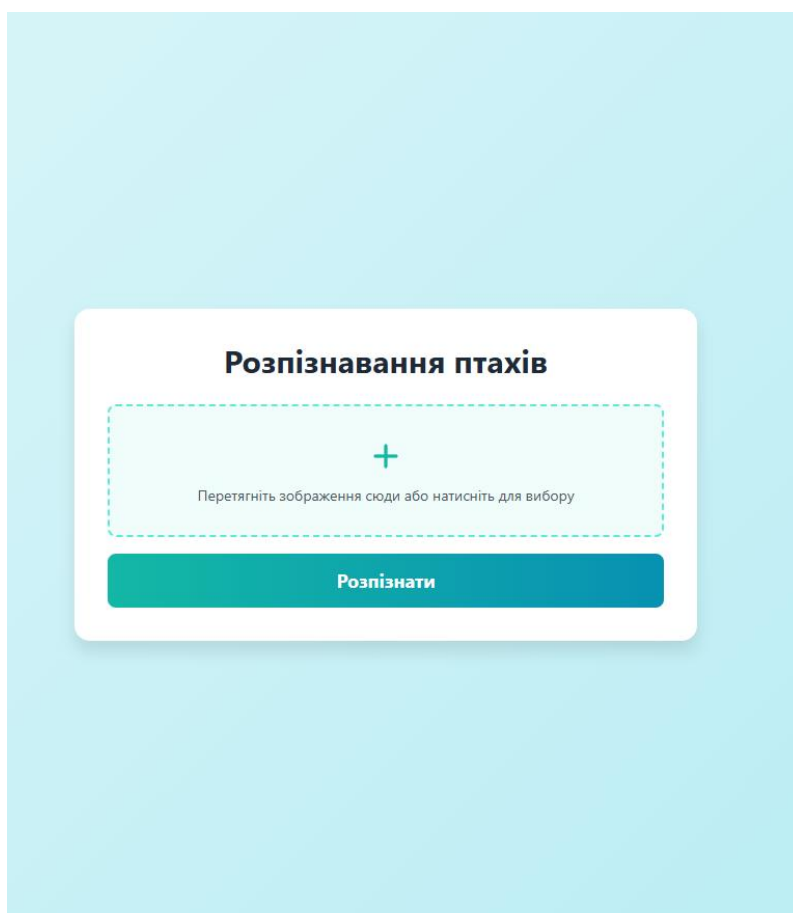 Розпізнавання птахів
Перетягніть зображення сюди або натисніть для вибору
Розпізнати